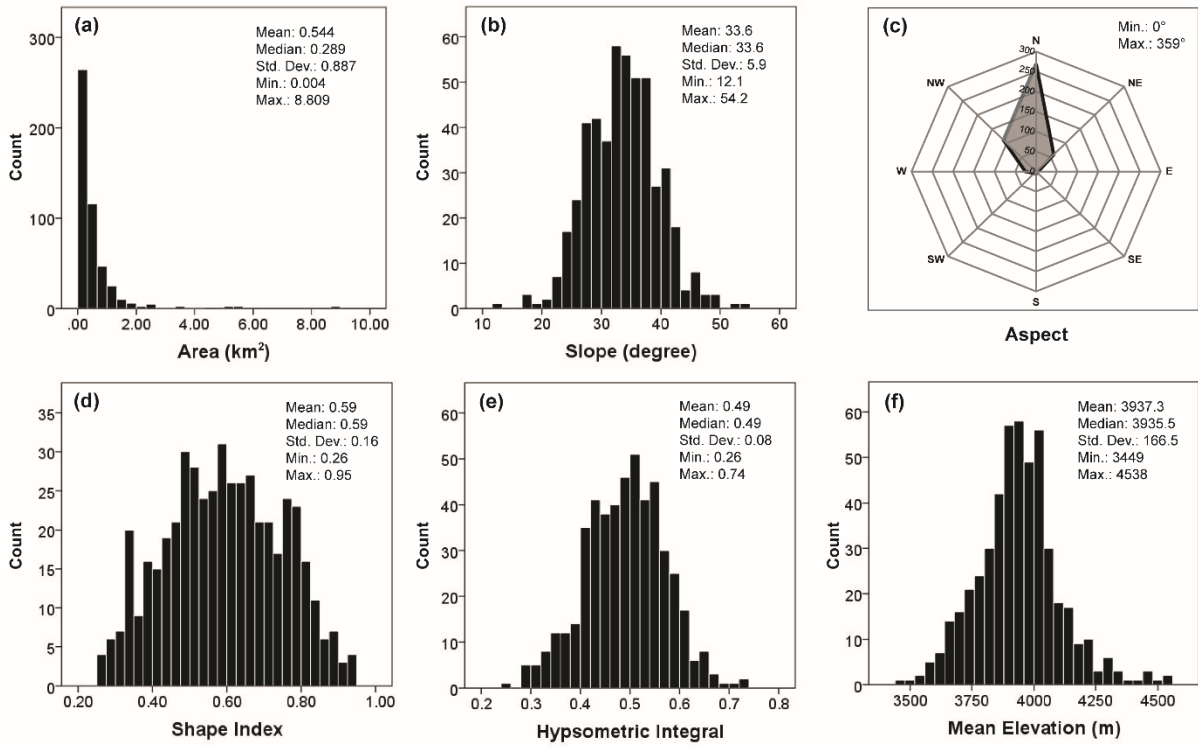 (a)
300
200
100
0
Count
Mean: 0.544
Median: 0.289
Std. Dev.: 0.887
Min.: 0.004
Max.: 8.809
.00 2.00 4.00 6.00 8.00 10.00
Area (km²)
(b)
60
50
40
30
20
10
0
Count
Mean: 33.6
Median: 33.6
Std. Dev.: 5.9
Min.: 12.1
Max.: 54.2
10 20 30 40 50 60
Slope (degree)
(c)
Min.: 0°
Max.: 359°
N
NE
E
SE
S
SW
W
NW
300
250
200
150
100
50
0
Aspect
(d)
35
30
25
20
15
10
5
0
Count
Mean: 0.59
Median: 0.59
Std. Dev.: 0.16
Min.: 0.26
Max.: 0.95
0.20 0.40 0.60 0.80 1.00
Shape Index
(e)
60
50
40
30
20
10
0
Count
Mean: 0.49
Median: 0.49
Std. Dev.: 0.08
Min.: 0.26
Max.: 0.74
0.2 0.3 0.4 0.5 0.6 0.7 0.8
Hypsometric Integral
(f)
60
50
40
30
20
10
0
Count
Mean: 3937.3
Median: 3935.5
Std. Dev.: 166.5
Min.: 3449
Max.: 4538
3500 3750 4000 4250 4500
Mean Elevation (m)